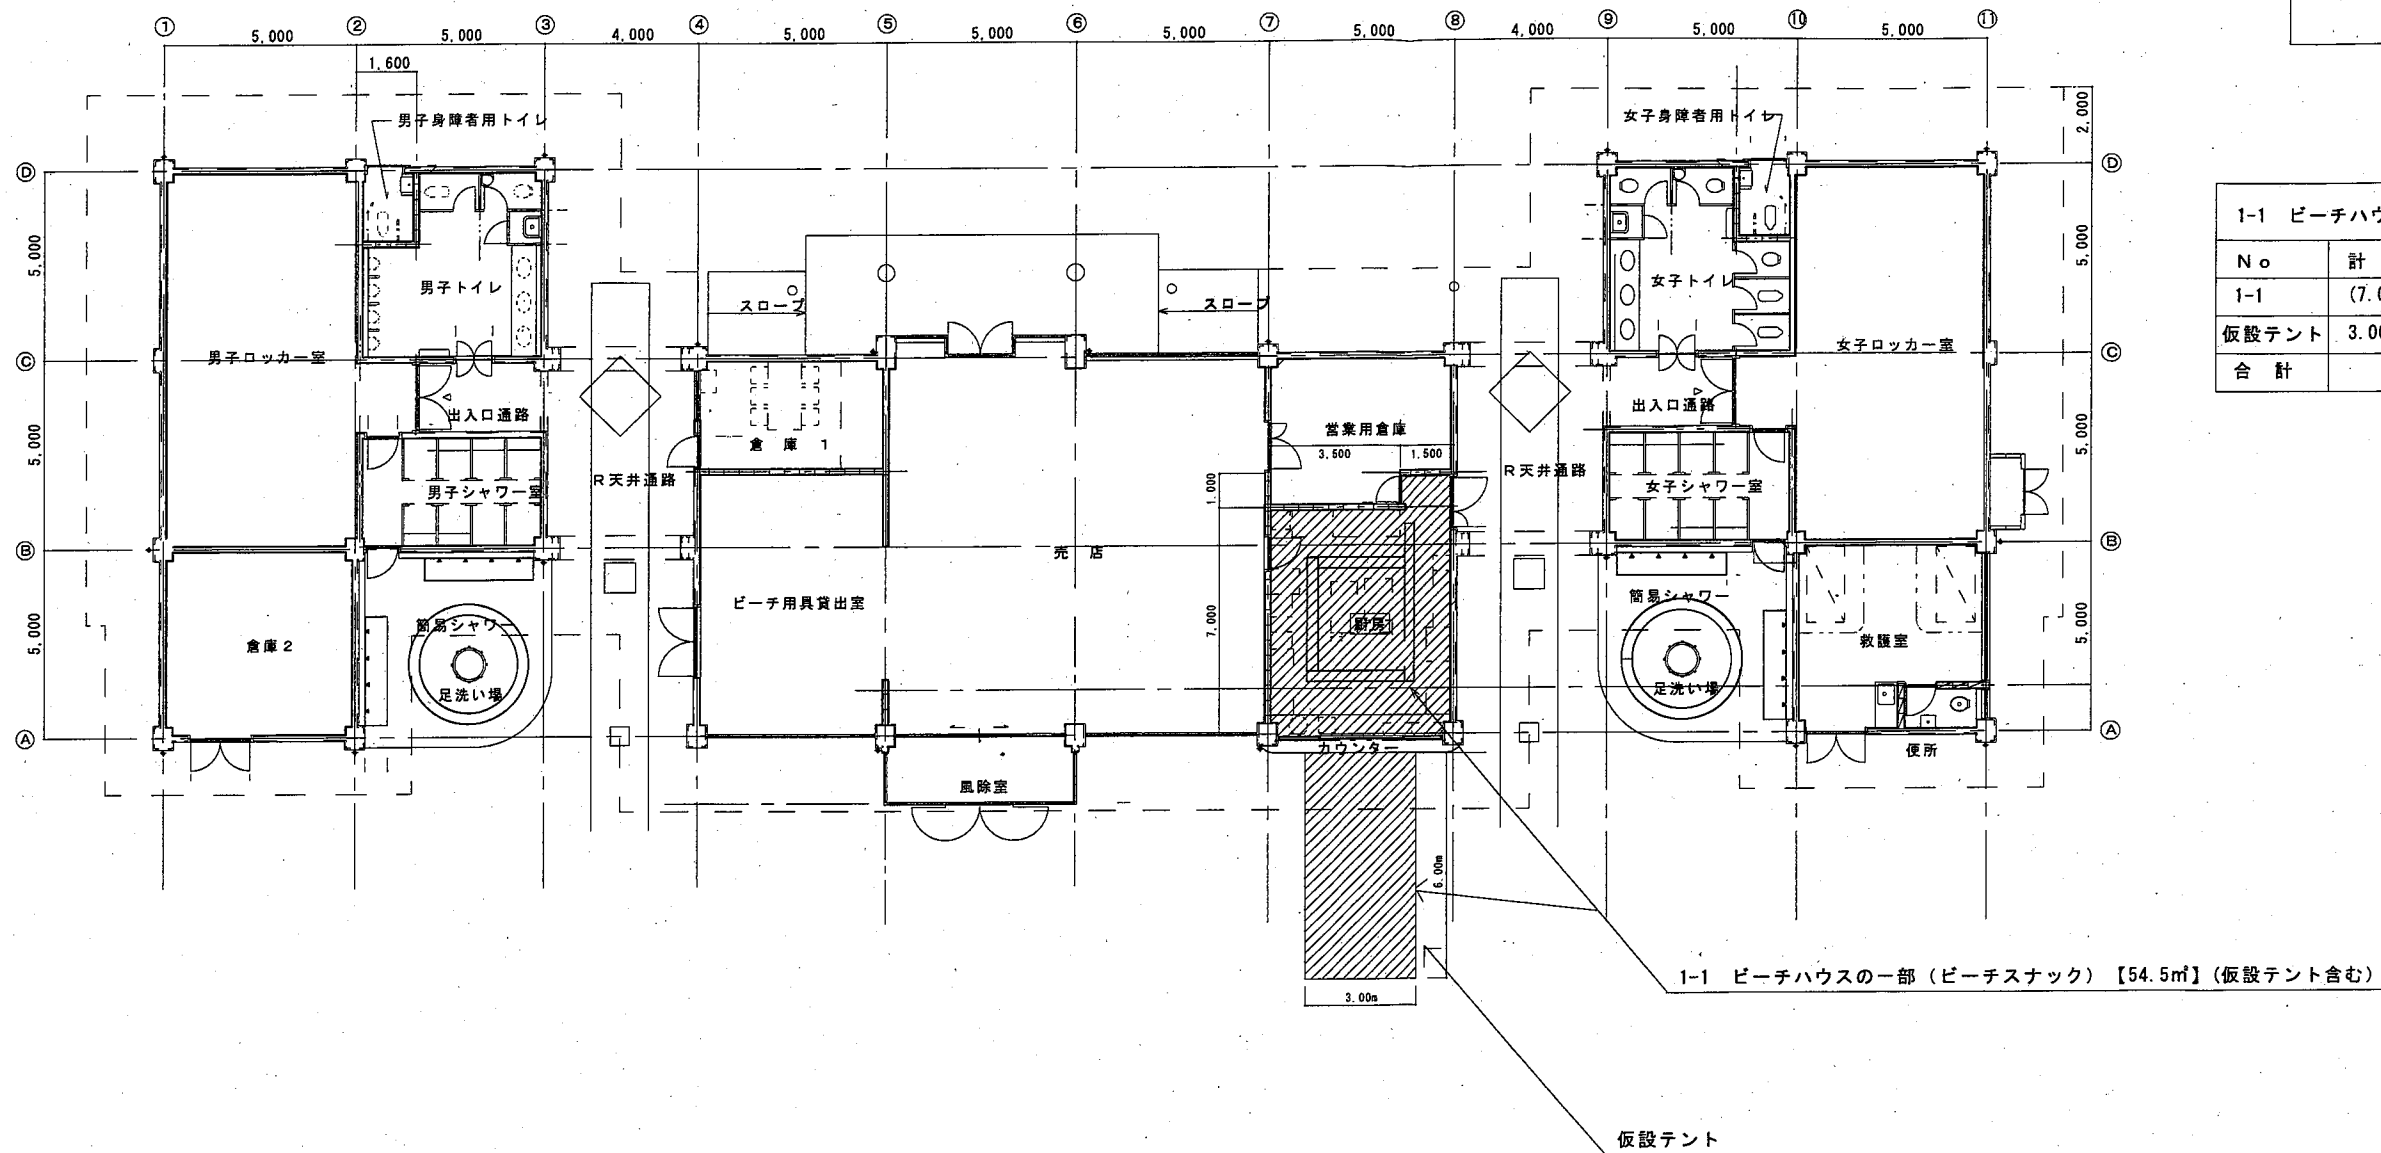 ① ② ③ ④ ⑤ ⑥ ⑦ ⑧ ⑨ ⑩ ⑪
5,000 5,000 4,000 5,000 5,000 5,000 5,000 4,000 5,000 5,000
1,600
男子身障者用トイレ
女子身障者用トイレ
2,000
Ⓓ
Ⓓ
1-1 ビーチハウ
No 計
1-1 (7.0
仮設テント 3.00
合 計
5,000
5,000
男子トイレ
女子トイレ
スロープ
スロープ
男子ロッカー室
女子ロッカー室
Ⓒ
Ⓒ
出入口通路
出入口通路
倉 庫 1
営業用倉庫
3,500 1,500
5,000
5,000
R天井通路
R天井通路
男子シャワー室
女子シャワー室
1,000
Ⓑ
Ⓑ
売 店
ビーチ用具貸出室
簡易シャワー
簡易シャワー
厨房
7,000
5,000
5,000
倉庫2
救護室
足洗い場
足洗い場
Ⓐ
Ⓐ
カウンター
便所
風除室
6.00m
3.00m
1-1 ビーチハウスの一部(ビーチスナック)【54.5㎡】(仮設テント含む)
仮設テント